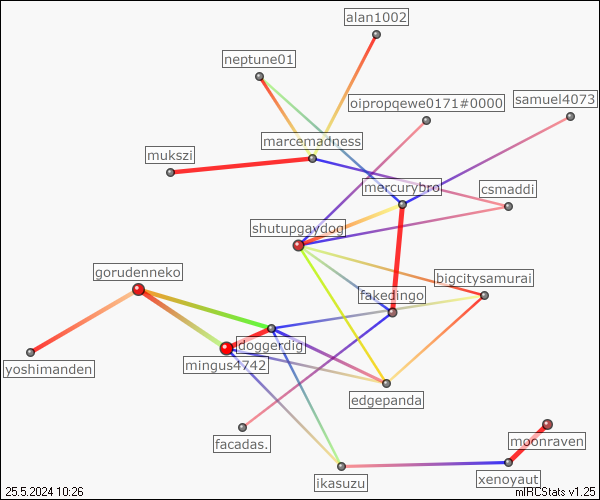 alan1002
neptune01
oipropqewe0171#0000
samuel4073
marcemadness
mukszi
mercurybro
csmaddi
shutupgaydog
gorudenneko
bigcitysamurai
fakedingo
doggerdig
mingus4742
yoshimanden
edgepanda
facadas.
moonraven
ikasuzu
xenoyaut
25.5.2024 10:26
mIRCStats v1.25